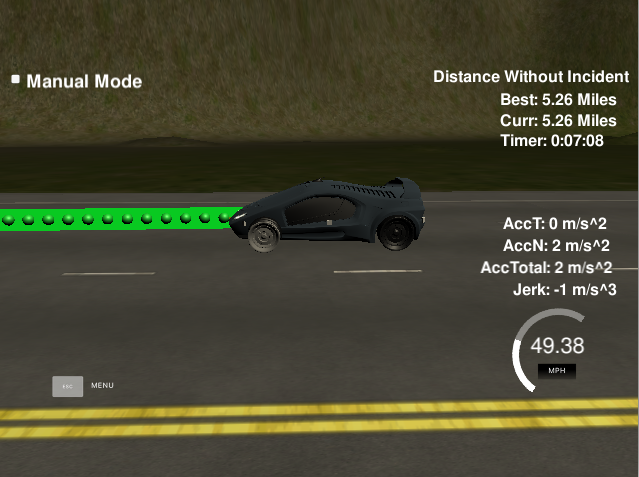 Manual Mode
Distance Without Incident
Best: 5.26 Miles
Curr: 5.26 Miles
Timer: 0:07:08
AccT: 0 m/s^2
AccN: 2 m/s^2
AccTotal: 2 m/s^2
Jerk: -1 m/s^3
49.38
MPH
ESC MENU